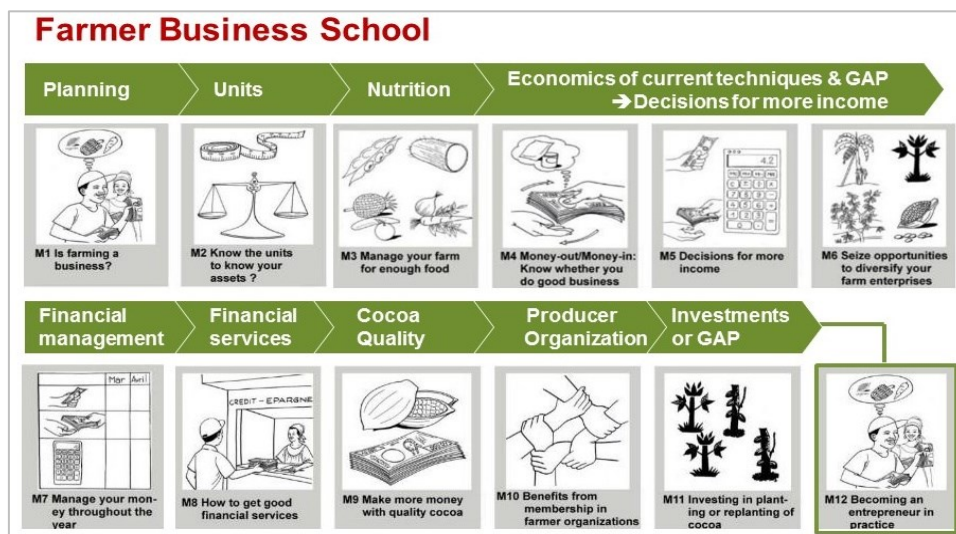 Farmer Business School
Planning
Units
Nutrition
Economics of current techniques & GAP
➔Decisions for more income
M1 Is farming a
business?
M2 Know the units
to know your
assets ?
M3 Manage your farm
for enough food
M4 Money-out/Money-in:
Know whether you
do good business
4.2
M5 Decisions for more
income
M6 Seize opportunities
to diversify your
farm enterprises
Financial
management
Financial
services
Cocoa
Quality
Producer
Organization
Investments
or GAP
Mar Avril
M7 Manage your mon-
ey throughout the
year
CREDIT - EPARGNE
M8 How to get good
financial services
M9 Make more money
with quality cocoa
M10 Benefits from
membership in
farmer organizations
M11 Investing in plant-
ing or replanting of
cocoa
M12 Becoming an
entrepreneur in
practice